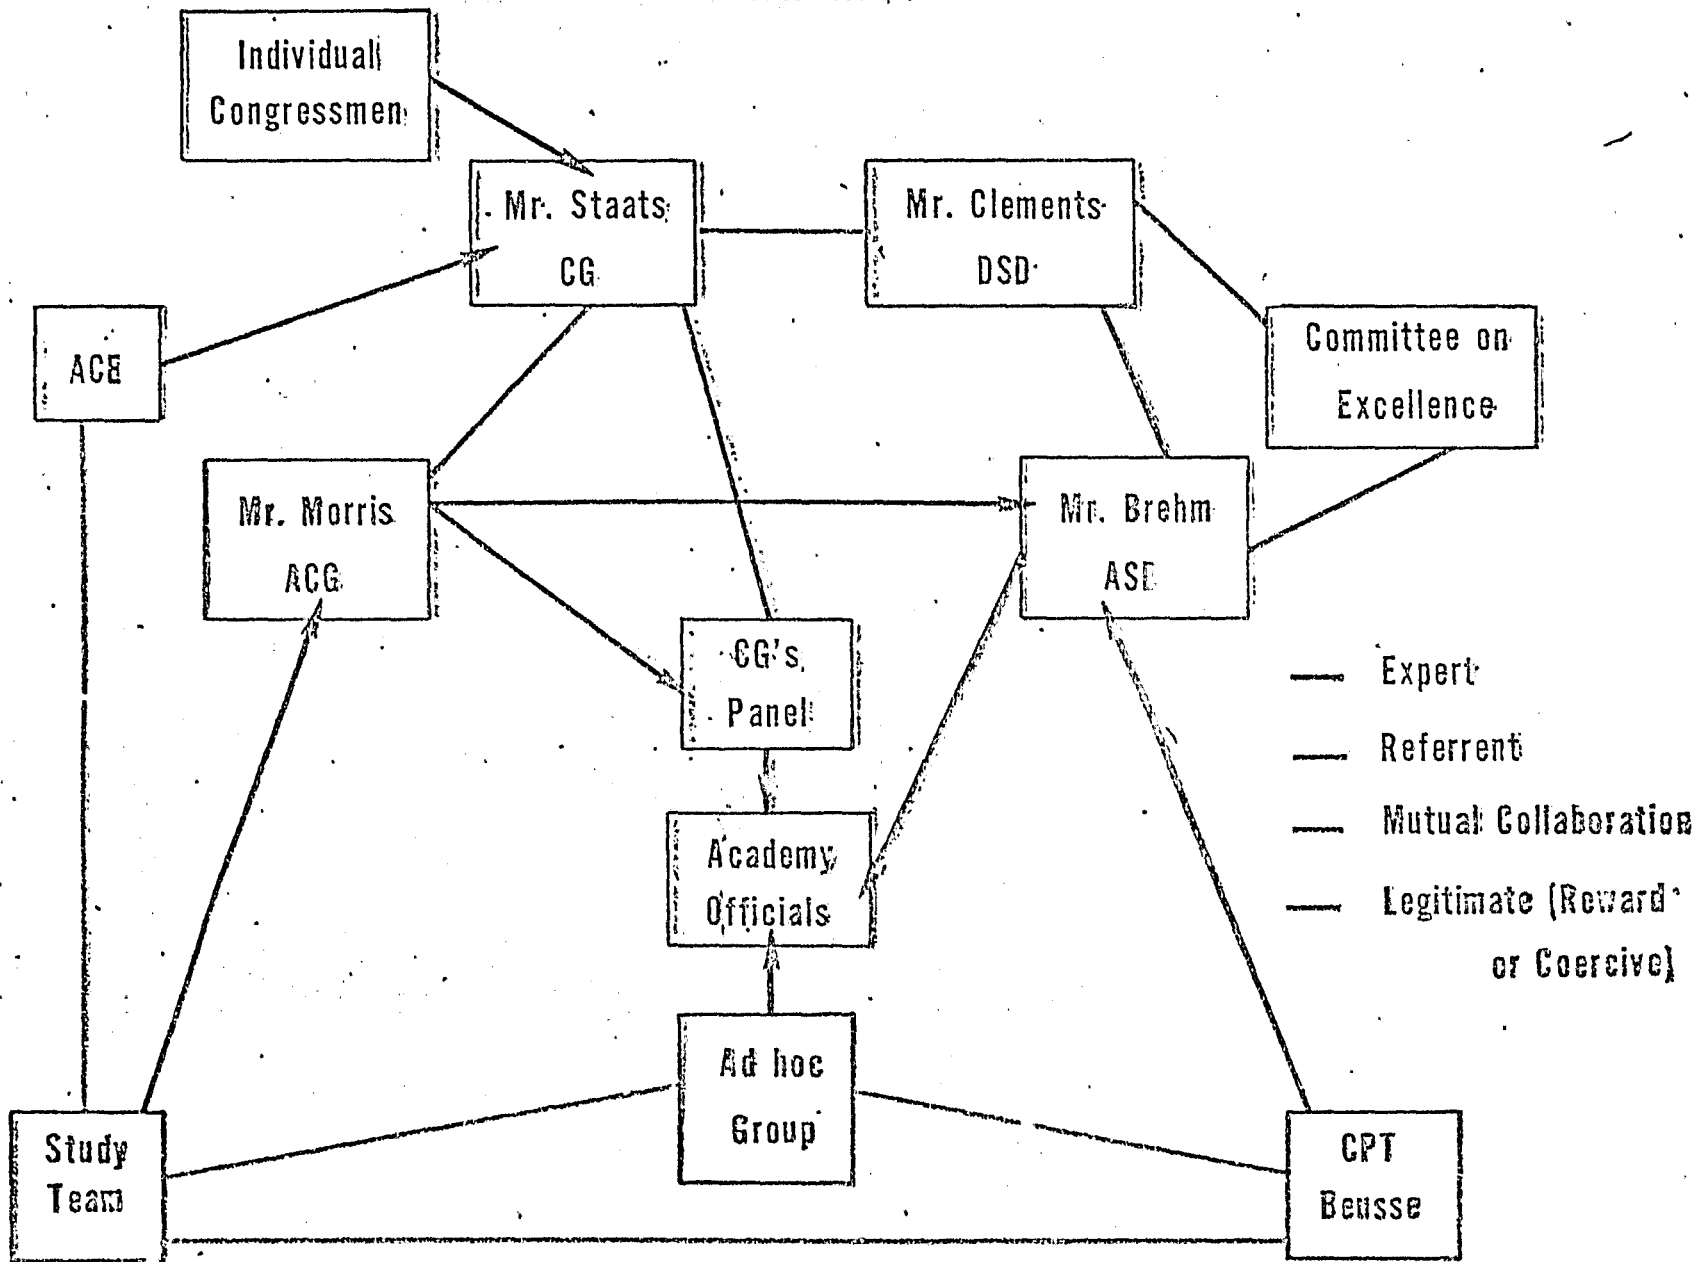 Individual
Congressmen
Mr. Staats
CG
Mr. Clements
DSD
ACE
Committee on
Excellence
Mr. Morris
ACG
Mr. Brehm
ASD
CG's
Panel
Expert
Referrent
Mutual Collaboration
Legitimate (Reward
or Coercive)
Academy
Officials
Ad hoc
Group
Study
Team
CPT
Beusse